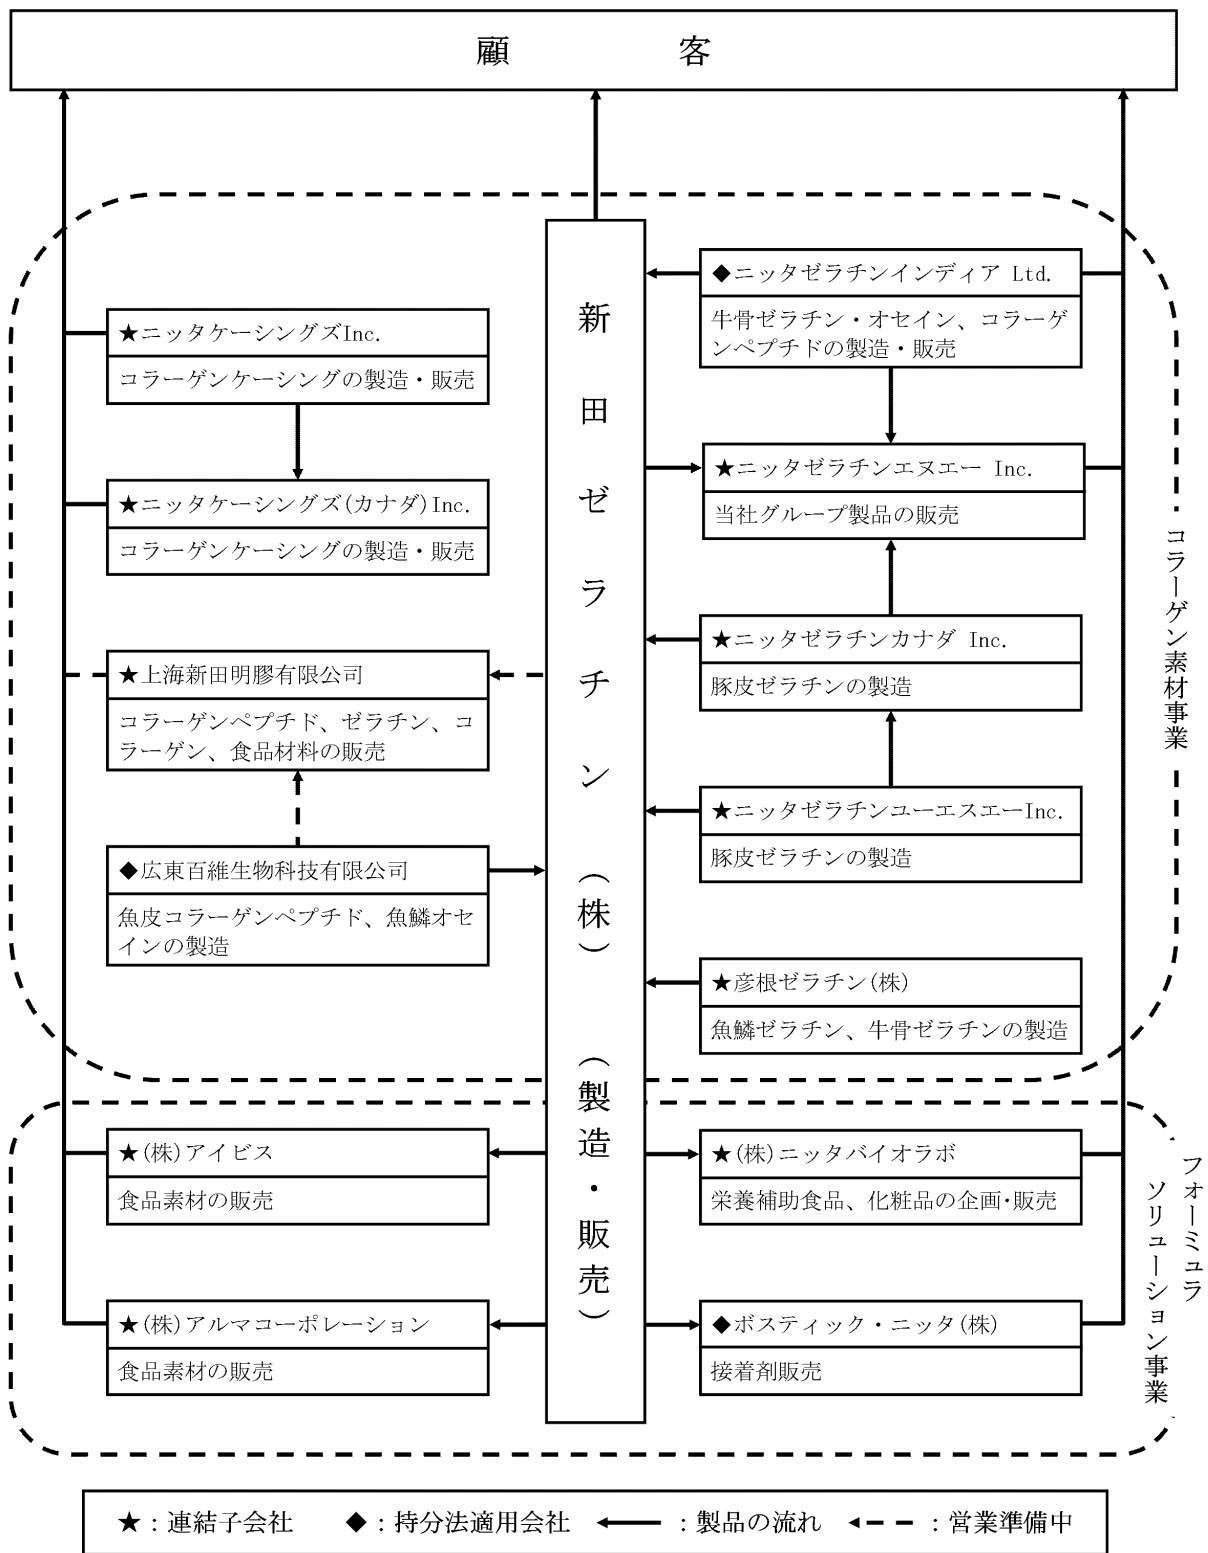 顧客
★ニッタケーシングズInc.
コラーゲンケーシングの製造・販売
★ニッタケーシングズ(カナダ)Inc.
コラーゲンケーシングの製造・販売
★上海新田明膠有限公司
コラーゲンペプチド、ゼラチン、コ
ラーゲン、食品材料の販売
◆広東百維生物科技有限公司
魚皮コラーゲンペプチド、魚鱗オセ
インの製造
新田ゼラチン(株)(製造・販売)
◆ニッタゼラチンインディア Ltd.
牛骨ゼラチン・オセイン、コラーゲ
ンペプチドの製造・販売
★ニッタゼラチンエヌエー Inc.
当社グループ製品の販売
★ニッタゼラチンカナダ Inc.
豚皮ゼラチンの製造
★ニッタゼラチンユーエスエーInc.
豚皮ゼラチンの製造
★彦根ゼラチン(株)
魚鱗ゼラチン、牛骨ゼラチンの製造
コラーゲン素材事業
★(株)アイビス
食品素材の販売
★(株)アルマコーポレーション
食品素材の販売
★(株)ニッタバイオラボ
栄養補助食品、化粧品の企画・販売
◆ボスティック・ニッタ(株)
接着剤販売
フォーミュラ
ソリューション事業
★:連結子会社 ◆:持分法適用会社 :製品の流れ :営業準備中